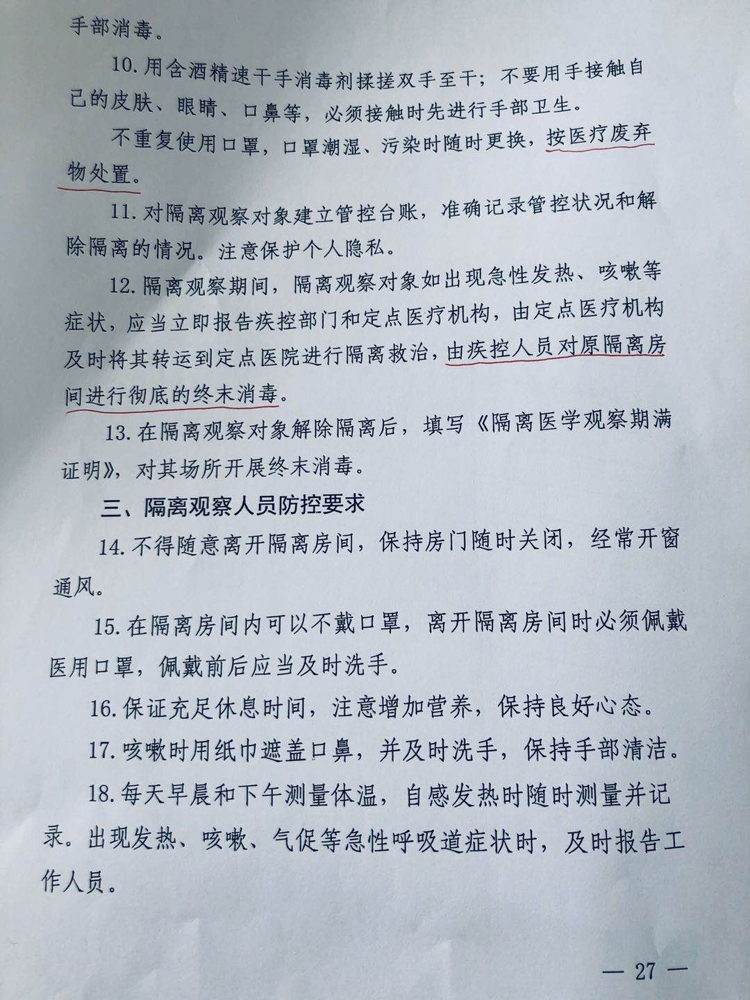 手部消毒。
10.用含酒精速干手消毒剂揉搓双手至干；不要用手接触自
己的皮肤、眼睛、口鼻等，必须接触时先进行手部卫生。
不重复使用口罩，口罩潮湿、污染时随时更换，按医疗废弃
物处置。
11.对隔离观察对象建立管控台账，准确记录管控状况和解
除隔离的情况。注意保护个人隐私。
12.隔离观察期间，隔离观察对象如出现急性发热、咳嗽等
症状，应当立即报告疾控部门和定点医疗机构，由定点医疗机构
及时将其转运到定点医院进行隔离救治，由疾控人员对原隔离房
间进行彻底的终末消毒。
13.在隔离观察对象解除隔离后，填写《隔离医学观察期满
证明》，对其场所开展终末消毒。
三、隔离观察人员防控要求
14.不得随意离开隔离房间，保持房门随时关闭，经常开窗
通风。
15.在隔离房间内可以不戴口罩，离开隔离房间时必须佩戴
医用口罩，佩戴前后应当及时洗手。
16.保证充足休息时间，注意增加营养，保持良好心态。
17.咳嗽时用纸巾遮盖口鼻，并及时洗手，保持手部清洁。
18.每天早晨和下午测量体温，自感发热时随时测量并记
录。出现发热、咳嗽、气促等急性呼吸道症状时，及时报告工
作人员。
— 27 —